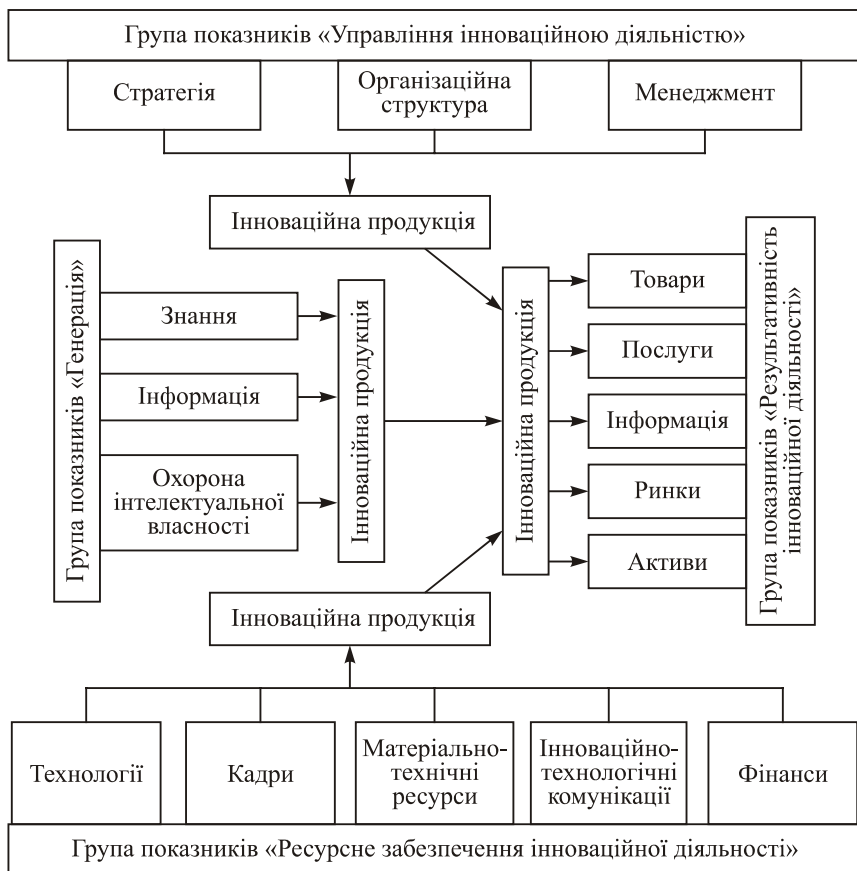 Група показників «Управління інноваційною діяльністю»
Стратегія
Організаційна
структура
Менеджмент
Інноваційна продукція
Група показників «Генерація»
Знання
Інформація
Охорона
інтелектуальної
власності
Інноваційна продукція
Інноваційна продукція
Товари
Послуги
Інформація
Ринки
Активи
Група показників «Результативність
інноваційної діяльності»
Інноваційна продукція
Технології
Кадри
Матеріально-
технічні
ресурси
Інноваційно-
технологічні
комунікації
Фінанси
Група показників «Ресурсне забезпечення інноваційної діяльності»